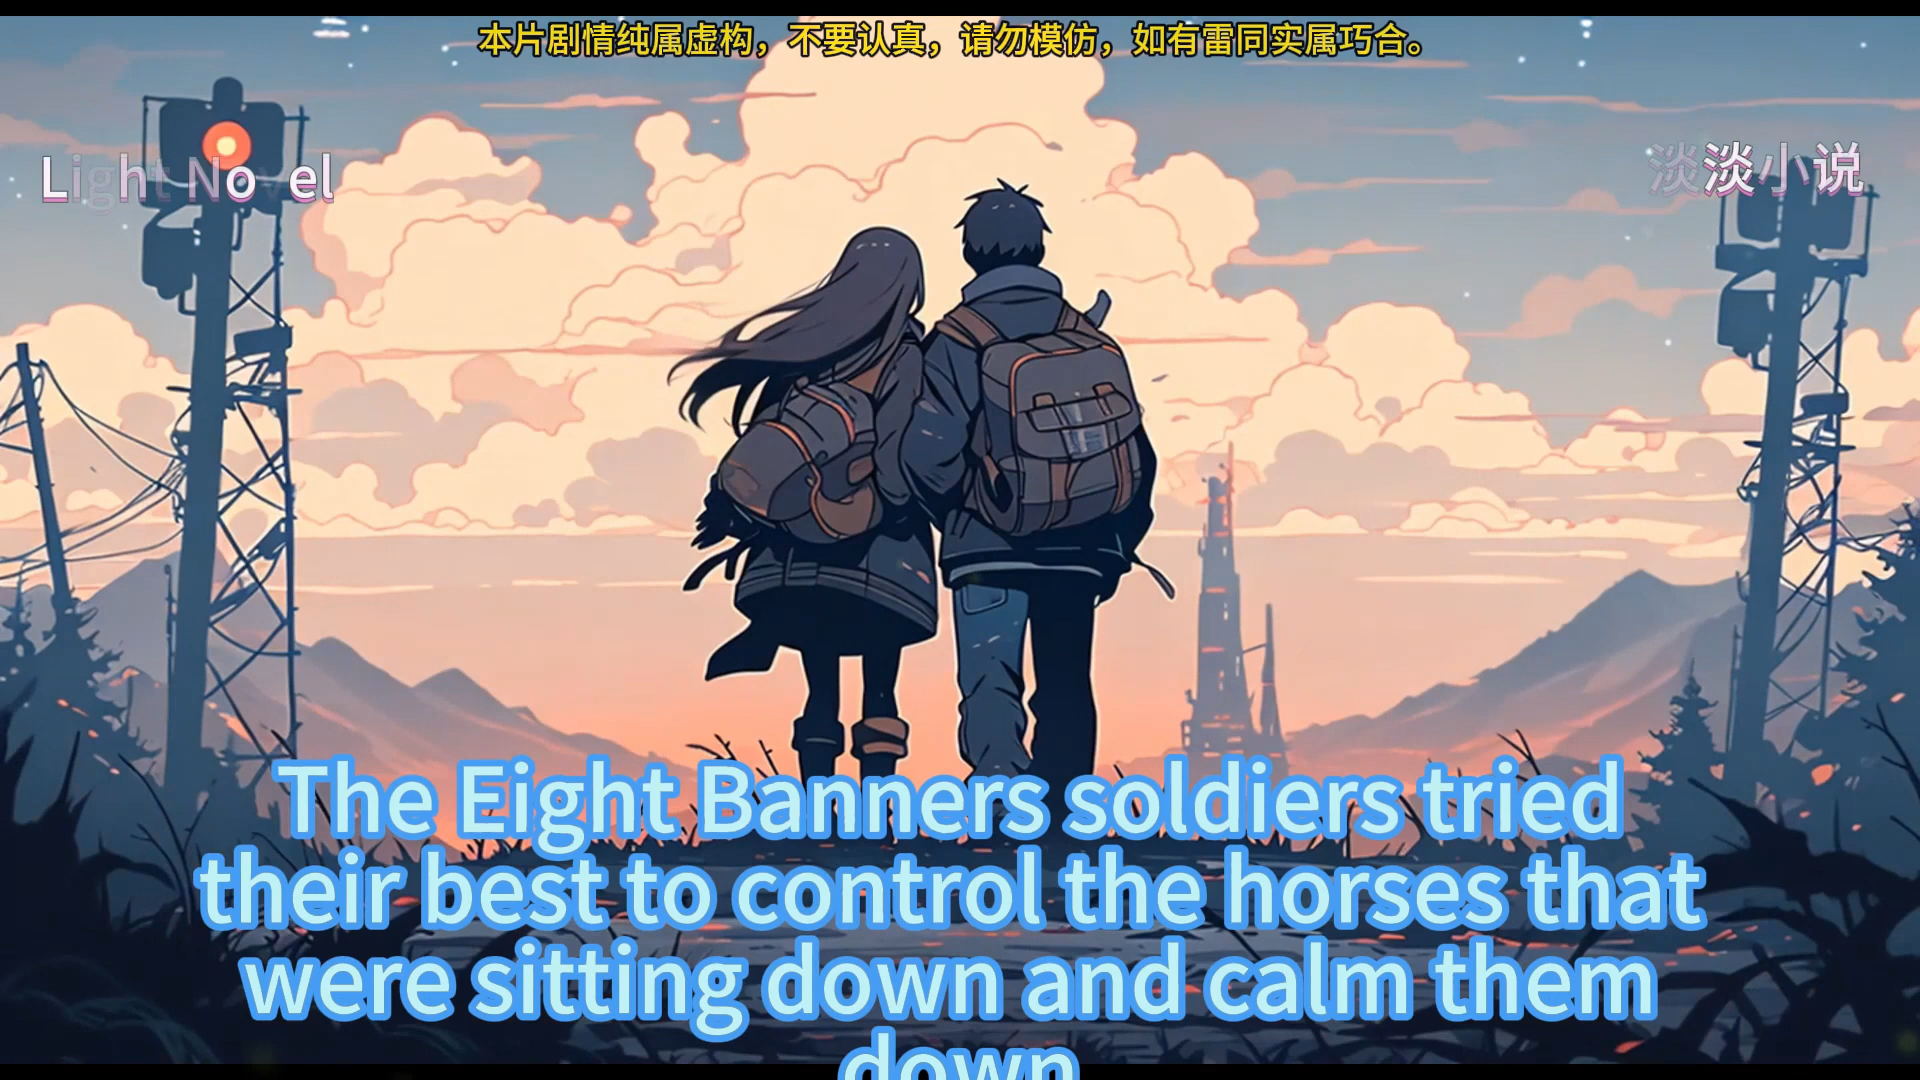 本片剧情纯属虚构，不要认真，请勿模仿，如有雷同实属巧合。
Light Novel
淡淡小说
The Eight Banners soldiers tried
their best to control the horses that
were sitting down and calm them
down